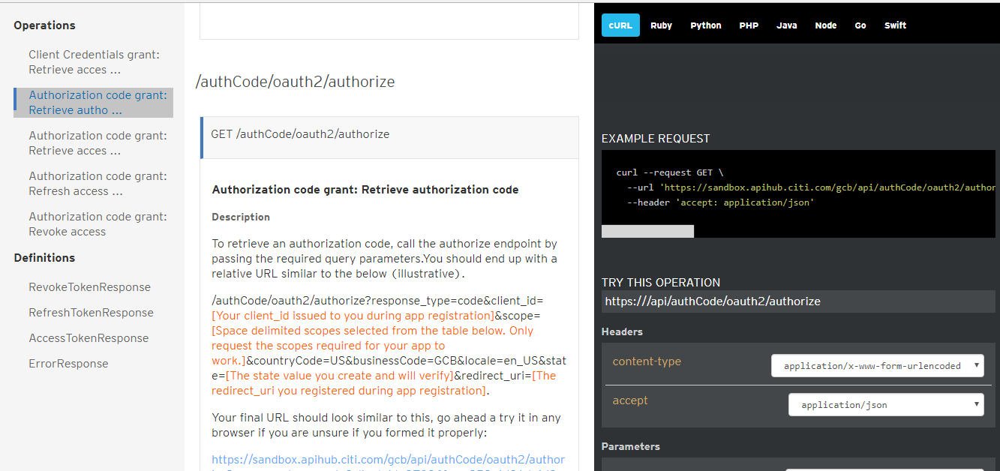 Operations
Client Credentials grant:
Retrieve acces ...
Authorization code grant:
Retrieve autho ...
Authorization code grant:
Retrieve acces ...
Authorization code grant:
Refresh access ...
Authorization code grant:
Revoke access
Definitions
RevokeTokenResponse
RefreshTokenResponse
AccessTokenResponse
ErrorResponse
/authCode/oauth2/authorize
GET /authCode/oauth2/authorize
Authorization code grant: Retrieve authorization code
Description
To retrieve an authorization code, call the authorize endpoint by
passing the required query parameters.You should end up with a
relative URL similar to the below (illustrative).
/authCode/oauth2/authorize?response_type=code&client_id=
[Your client_id issued to you during app registration]&scope=
[Space delimited scopes selected from the table below. Only
request the scopes required for your app to
work.]&countryCode=US&businessCode=GCB&locale=en_US&stat
e=[The state value you create and will verify]&redirect_uri=[The
redirect_uri you registered during app registration].
Your final URL should look similar to this, go ahead a try it in any
browser if you are unsure if you formed it properly:
https://sandbox.apihub.citi.com/gcb/api/authCode/oauth2/author
cURL Ruby Python PHP Java Node Go Swift
EXAMPLE REQUEST
curl --request GET \
--url 'https://sandbox.apihub.citi.com/gcb/api/authCode/oauth2/author
--header 'accept: application/json'
TRY THIS OPERATION
https:///api/authCode/oauth2/authorize
Headers
content-type application/x-www-form-urlencoded
accept application/json
Parameters